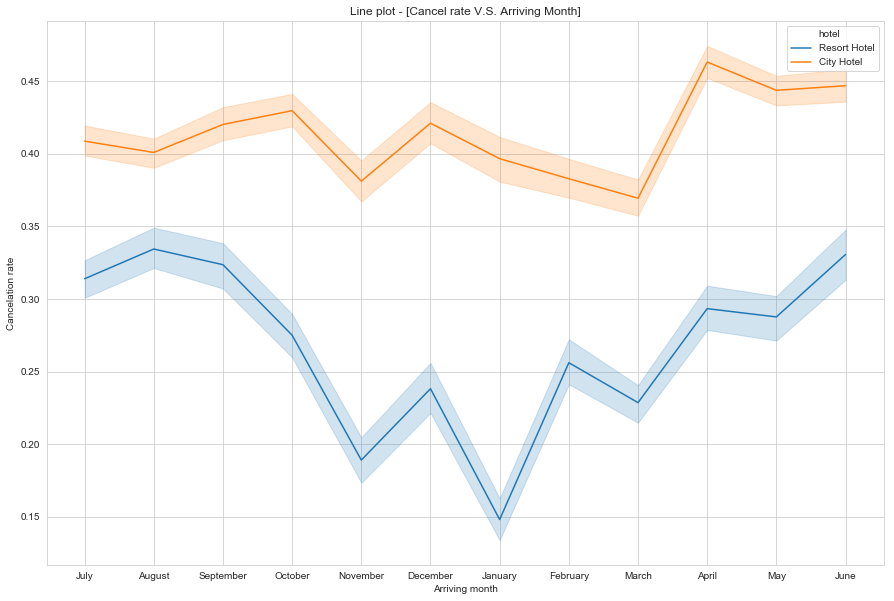 Line plot - [Cancel rate V.S. Arriving Month]
hotel
Resort Hotel
City Hotel
Cancelation rate
0.45
0.40
0.35
0.30
0.25
0.20
0.15
July August September October November December January February March April May June
Arriving month